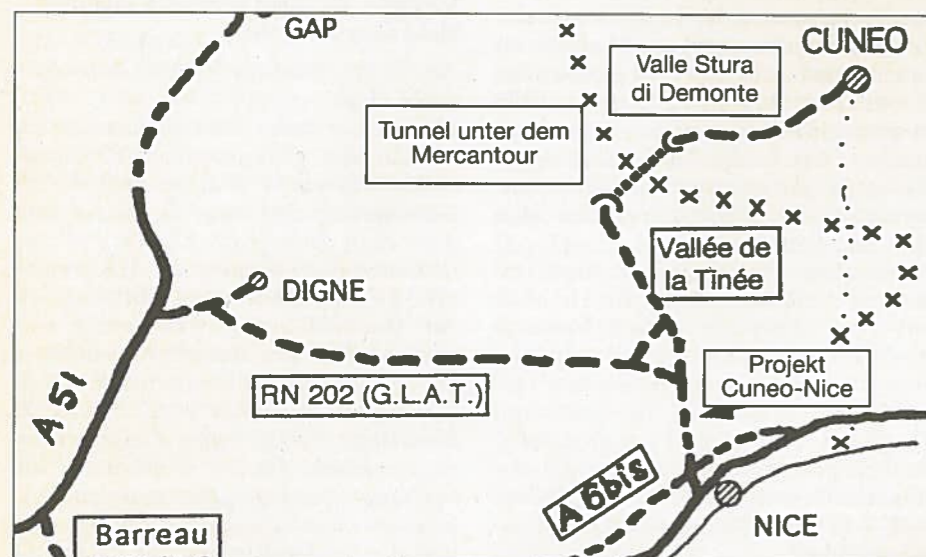 GAP
CUNEO
Valle Stura
di Demonte
Tunnel unter dem
Mercantour
Vallée de
la Tinée
DIGNE
Projekt
Cuneo-Nice
RN 202 (G.L.A.T.)
A 51
A 8bis
NICE
Barreau